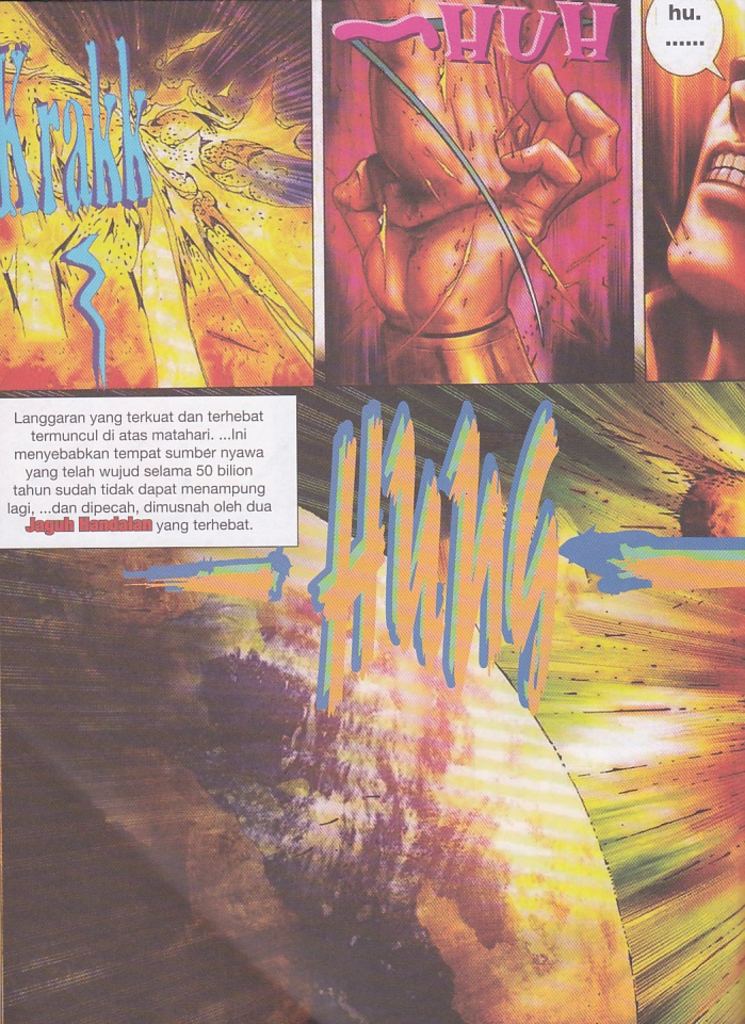 Krakk
HUH
hu.
......
Langgaran yang terkuat dan terhebat
termuncul di atas matahari. ...Ini
menyebabkan tempat sumber nyawa
yang telah wujud selama 50 bilion
tahun sudah tidak dapat menampung
lagi, ...dan dipecah, dimusnah oleh dua
Jaguh Handalan yang terhebat.
Hung